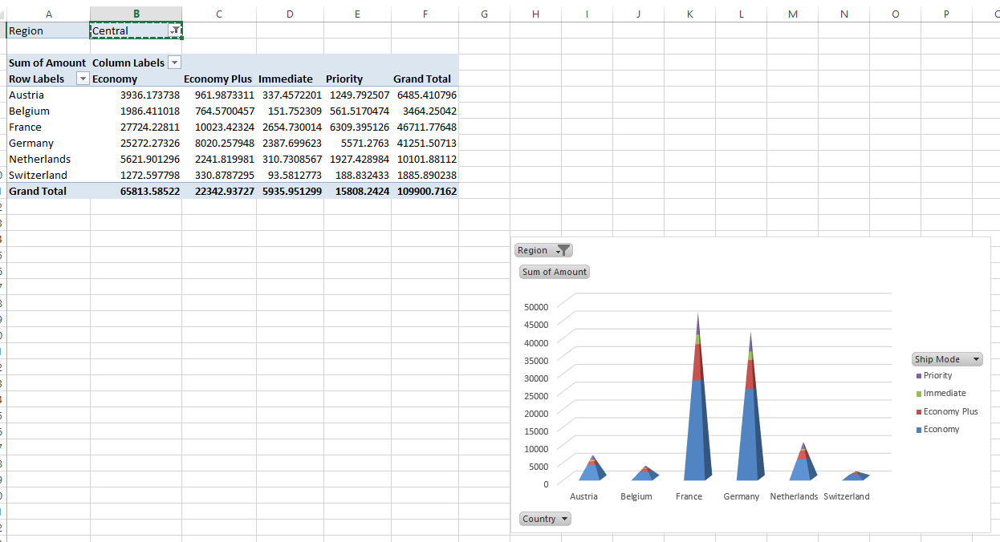 A B C D E F G H I J K L M N O P
Region Central
Sum of Amount Column Labels
Row Labels Economy Economy Plus Immediate Priority Grand Total
Austria 3936.173738 961.9873311 337.4572201 1249.792507 6485.410796
Belgium 1986.411018 764.5700457 151.752309 561.5170474 3464.25042
France 27724.22811 10023.42324 2654.730014 6309.395126 46711.77648
Germany 25272.27326 8020.257948 2387.699623 5571.2763 41251.50713
Netherlands 5621.901296 2241.819981 310.7308567 1927.428984 10101.88112
Switzerland 1272.597798 330.8787295 93.5812773 188.832433 1885.890238
Grand Total 65813.58522 22342.93727 5935.951299 15808.2424 109900.7162
Region
Sum of Amount
50000
45000
40000
35000
30000
25000
20000
15000
10000
5000
0
Austria Belgium France Germany Netherlands Switzerland
Ship Mode
Priority
Immediate
Economy Plus
Economy
Country